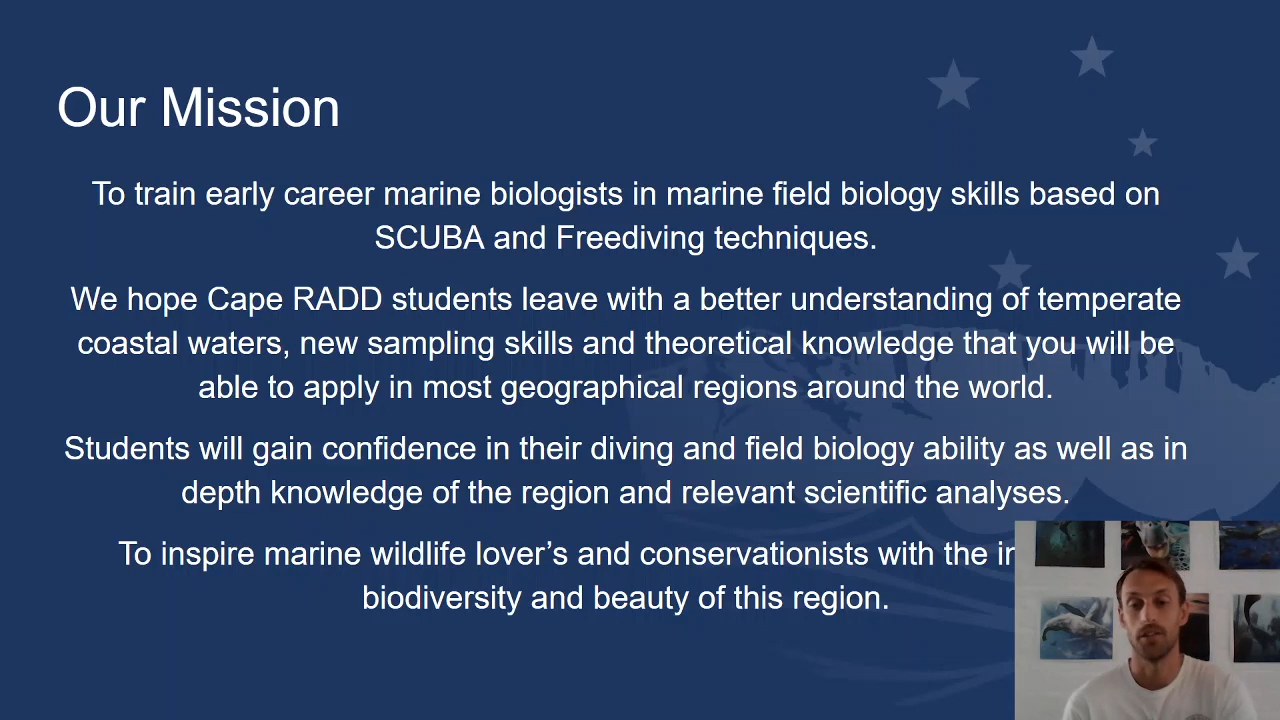 Our Mission
To train early career marine biologists in marine field biology skills based on
SCUBA and Freediving techniques.
We hope Cape RADD students leave with a better understanding of temperate
coastal waters, new sampling skills and theoretical knowledge that you will be
able to apply in most geographical regions around the world.
Students will gain confidence in their diving and field biology ability as well as in
depth knowledge of the region and relevant scientific analyses.
To inspire marine wildlife lover’s and conservationists with the
biodiversity and beauty of this region.